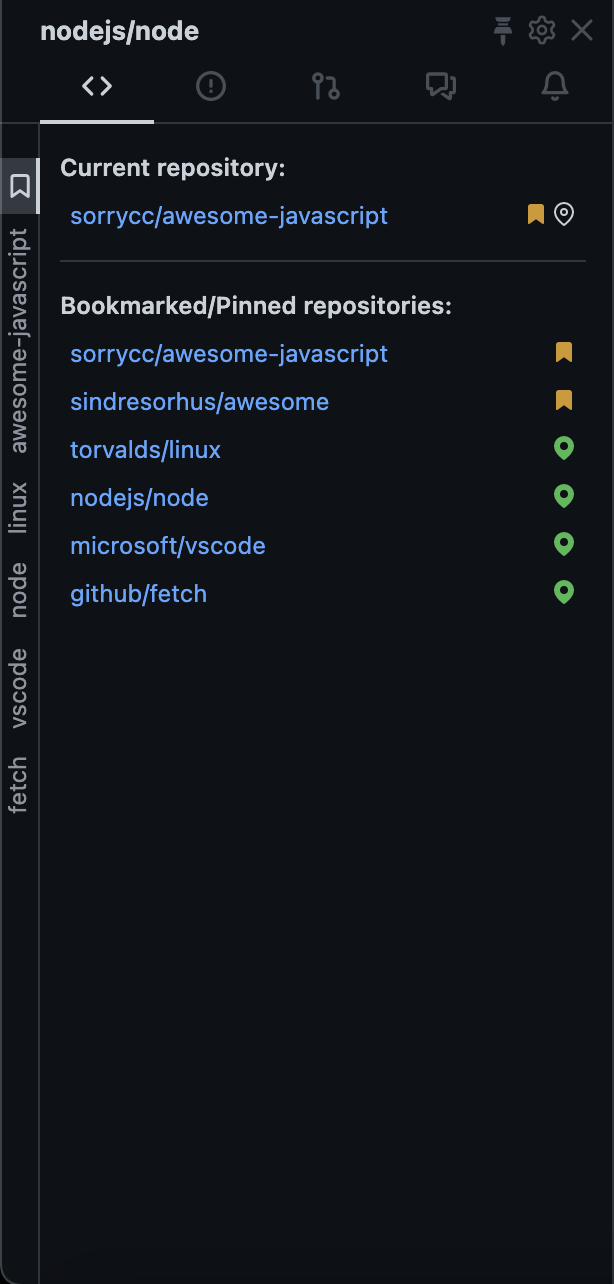 nodejs/node
Current repository:
sorrycc/awesome-javascript
Bookmarked/Pinned repositories:
sorrycc/awesome-javascript
sindresorhus/awesome
torvalds/linux
nodejs/node
microsoft/vscode
github/fetch
awesome-javascript
linux
node
vscode
fetch